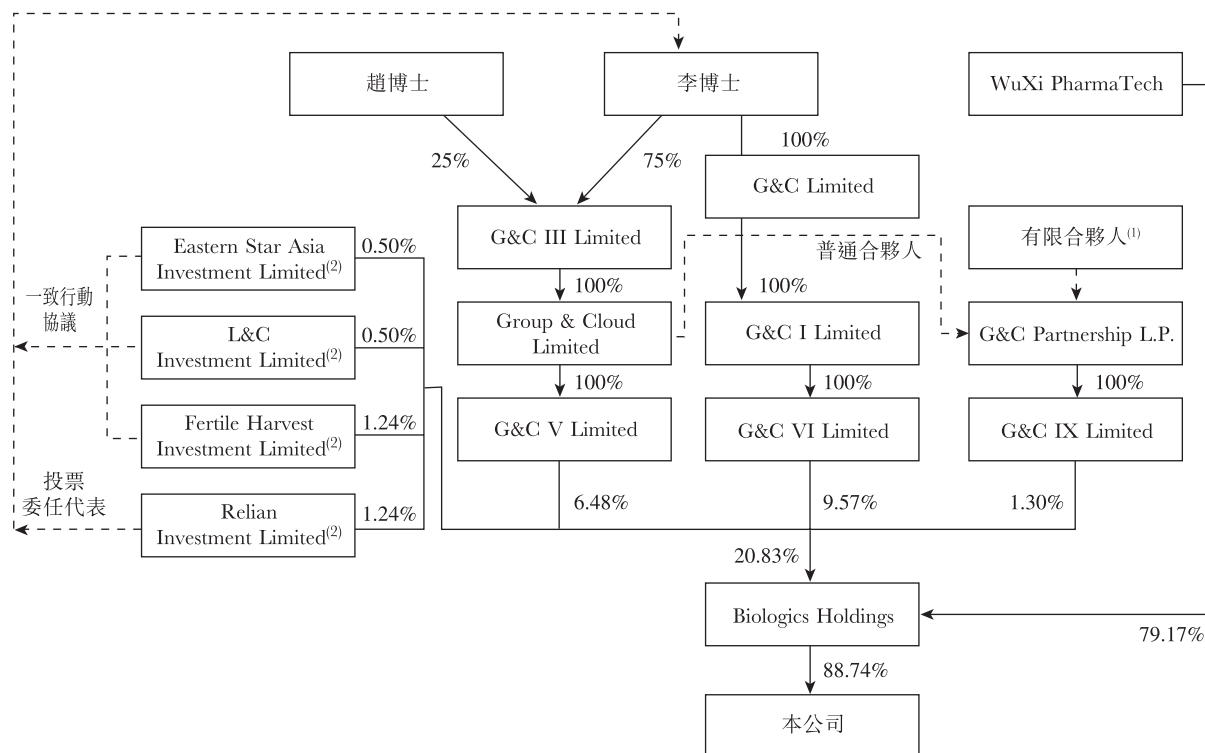 趙博士
李博士
WuXi PharmaTech
100%
25%
75%
G&C Limited
G&C III Limited
有限合夥人(1)
普通合夥人
Eastern Star Asia
Investment Limited(2)
0.50%
一致行動
協議
100%
100%
L&C
Investment Limited(2)
0.50%
Group & Cloud
Limited
G&C I Limited
G&C Partnership L.P.
100%
100%
100%
Fertile Harvest
Investment Limited(2)
1.24%
G&C V Limited
G&C VI Limited
G&C IX Limited
投票
委任代表
Relian
Investment Limited(2)
1.24%
6.48%
9.57%
1.30%
20.83%
Biologics Holdings
79.17%
88.74%
本公司